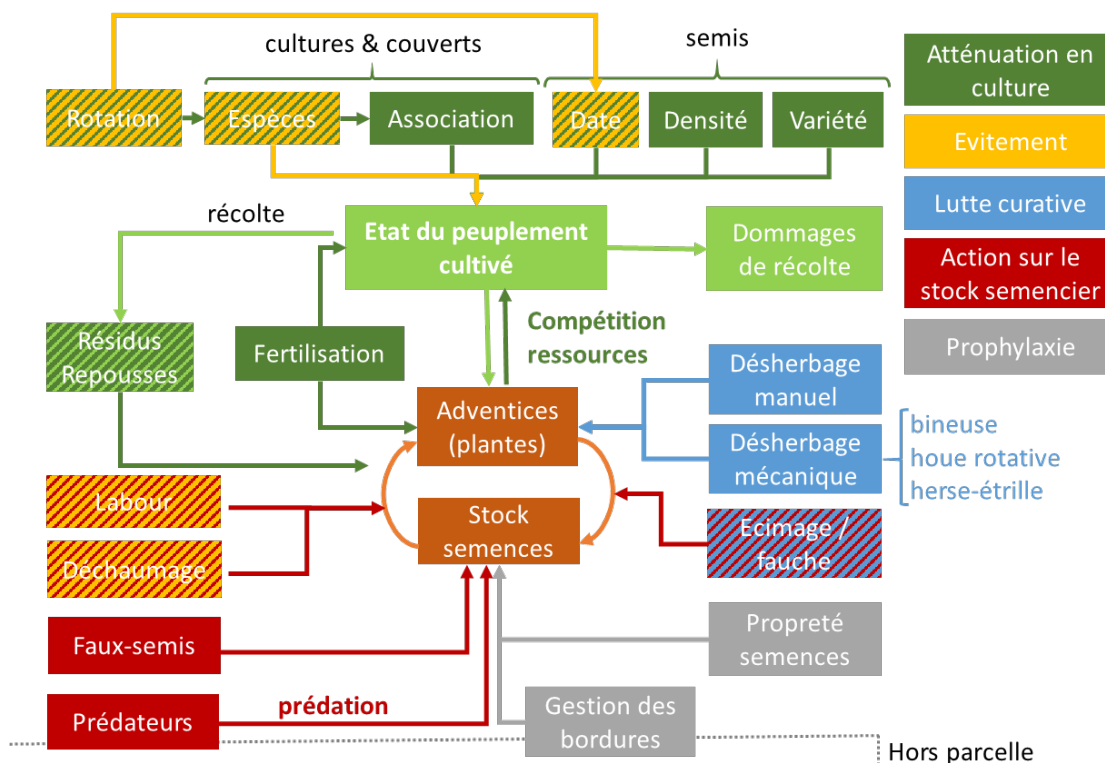 cultures & couverts
semis
Rotation
Espèces
Association
Date
Densité
Variété
Atténuation en
culture
Evitement
Lutte curative
Action sur le
stock semencier
Prophylaxie
récolte
Etat du peuplement
cultivé
Dommages
de récolte
Résidus
Repousses
Fertilisation
Compétition
ressources
Adventices
(plantes)
Désherbage
manuel
Désherbage
mécanique
bineuse
houe rotative
herse-étrille
Labour
Déchaumage
Stock
semences
Ecimage /
fauche
Faux-semis
Propreté
semences
Prédateurs
prédation
Gestion des
bordures
Hors parcelle